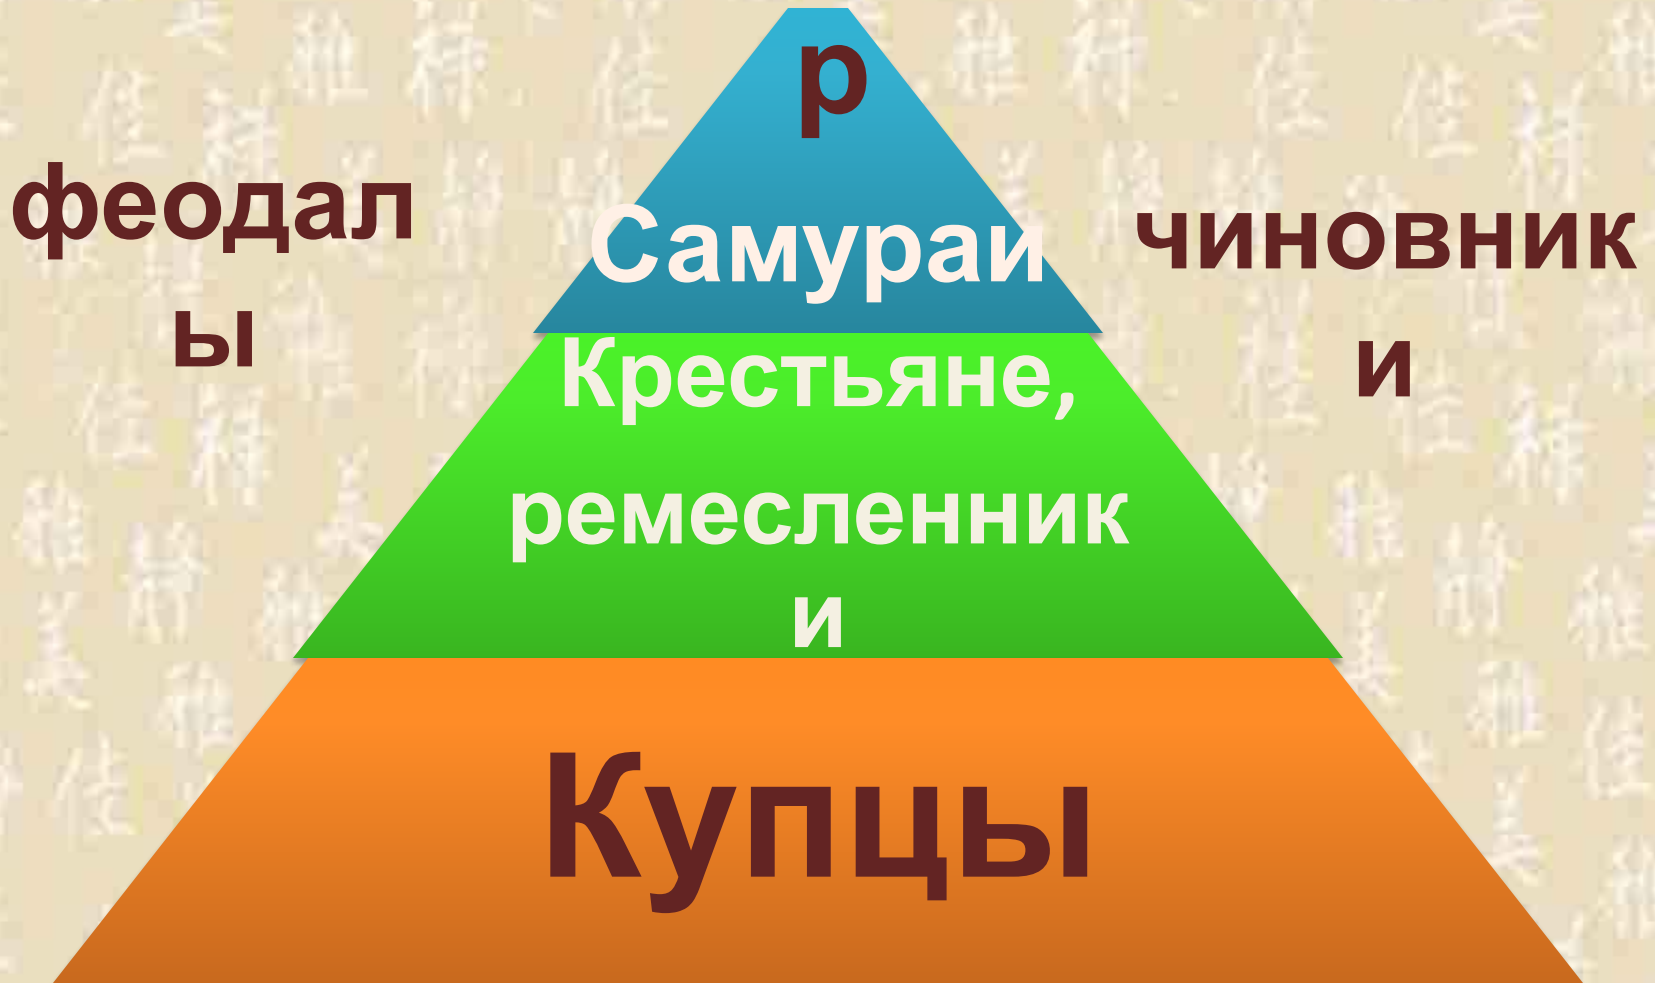 р
феодал
ы
Самураи
чиновник
и
Крестьяне,
ремесленник
и
Купцы